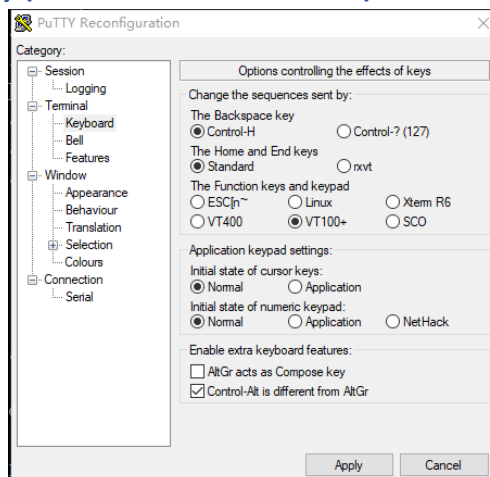 PuTTY Reconfiguration
Category:
Session
Logging
Terminal
Keyboard
Bell
Features
Window
Appearance
Behaviour
Translation
Selection
Colours
Connection
Serial
Options controlling the effects of keys
Change the sequences sent by:
The Backspace key
Control-H Control-? (127)
The Home and End keys
Standard rxvt
The Function keys and keypad
ESC[n~ Linux Xterm R6
VT400 VT100+ SCO
Application keypad settings:
Initial state of cursor keys:
Normal Application
Initial state of numeric keypad:
Normal Application NetHack
Enable extra keyboard features:
AltGr acts as Compose key
Control-Alt is different from AltGr
Apply Cancel